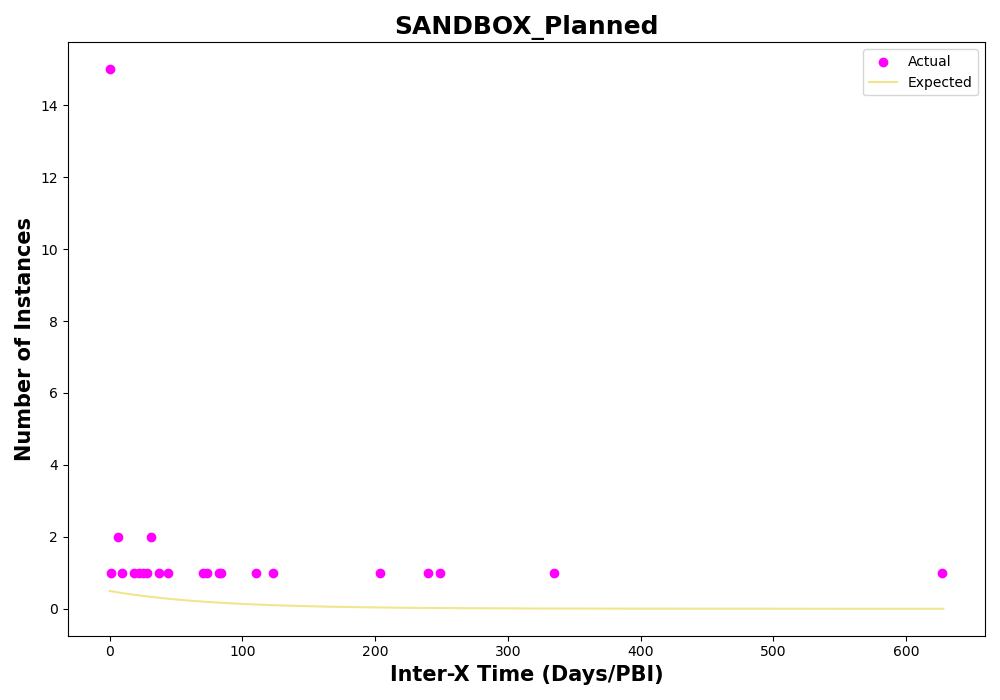 SANDBOX_Planned
Actual
Expected
14
12
10
8
6
4
2
0
Number of Instances
0 100 200 300 400 500 600
Inter-X Time (Days/PBI)